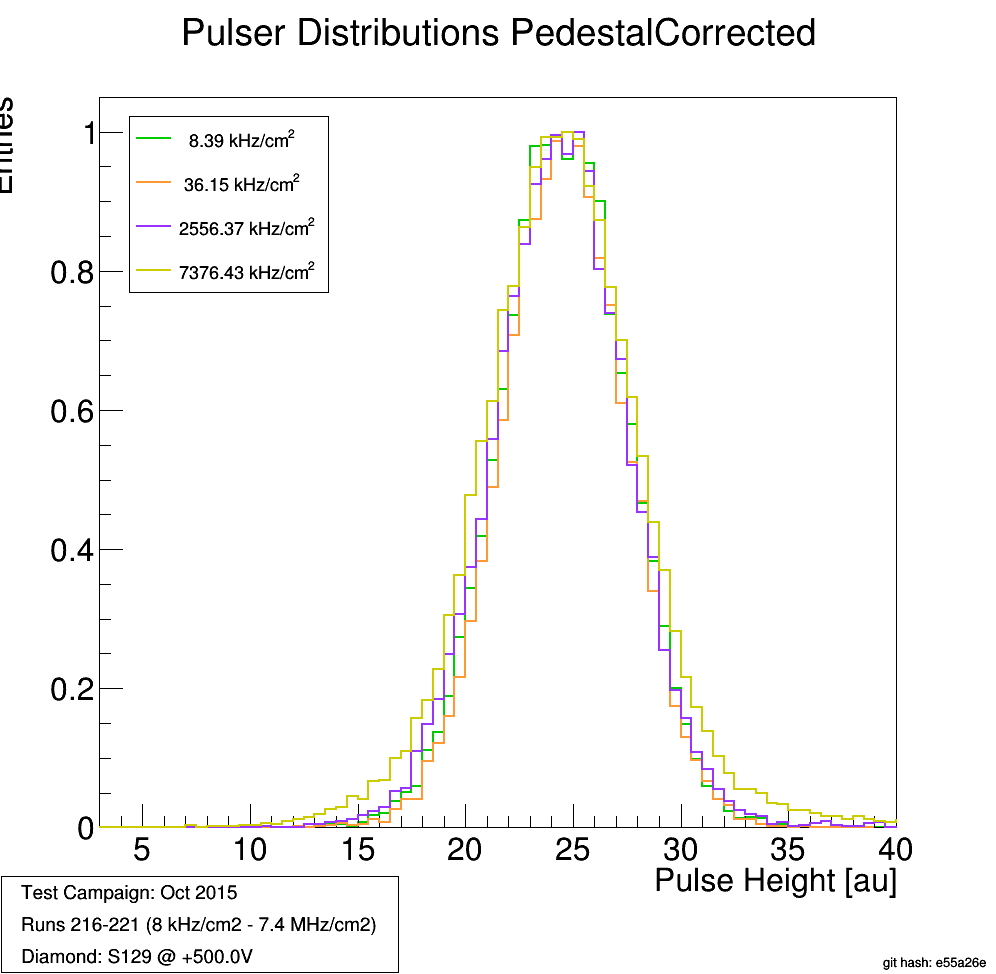 Pulser Distributions PedestalCorrected
Entries
1
0.8
0.6
0.4
0.2
0
8.39 kHz/cm²
36.15 kHz/cm²
2556.37 kHz/cm²
7376.43 kHz/cm²
5 10 15 20 25 30 35 40
Pulse Height [au]
Test Campaign: Oct 2015
Runs 216-221 (8 kHz/cm2 - 7.4 MHz/cm2)
Diamond: S129 @ +500.0V
git hash: e55a26e